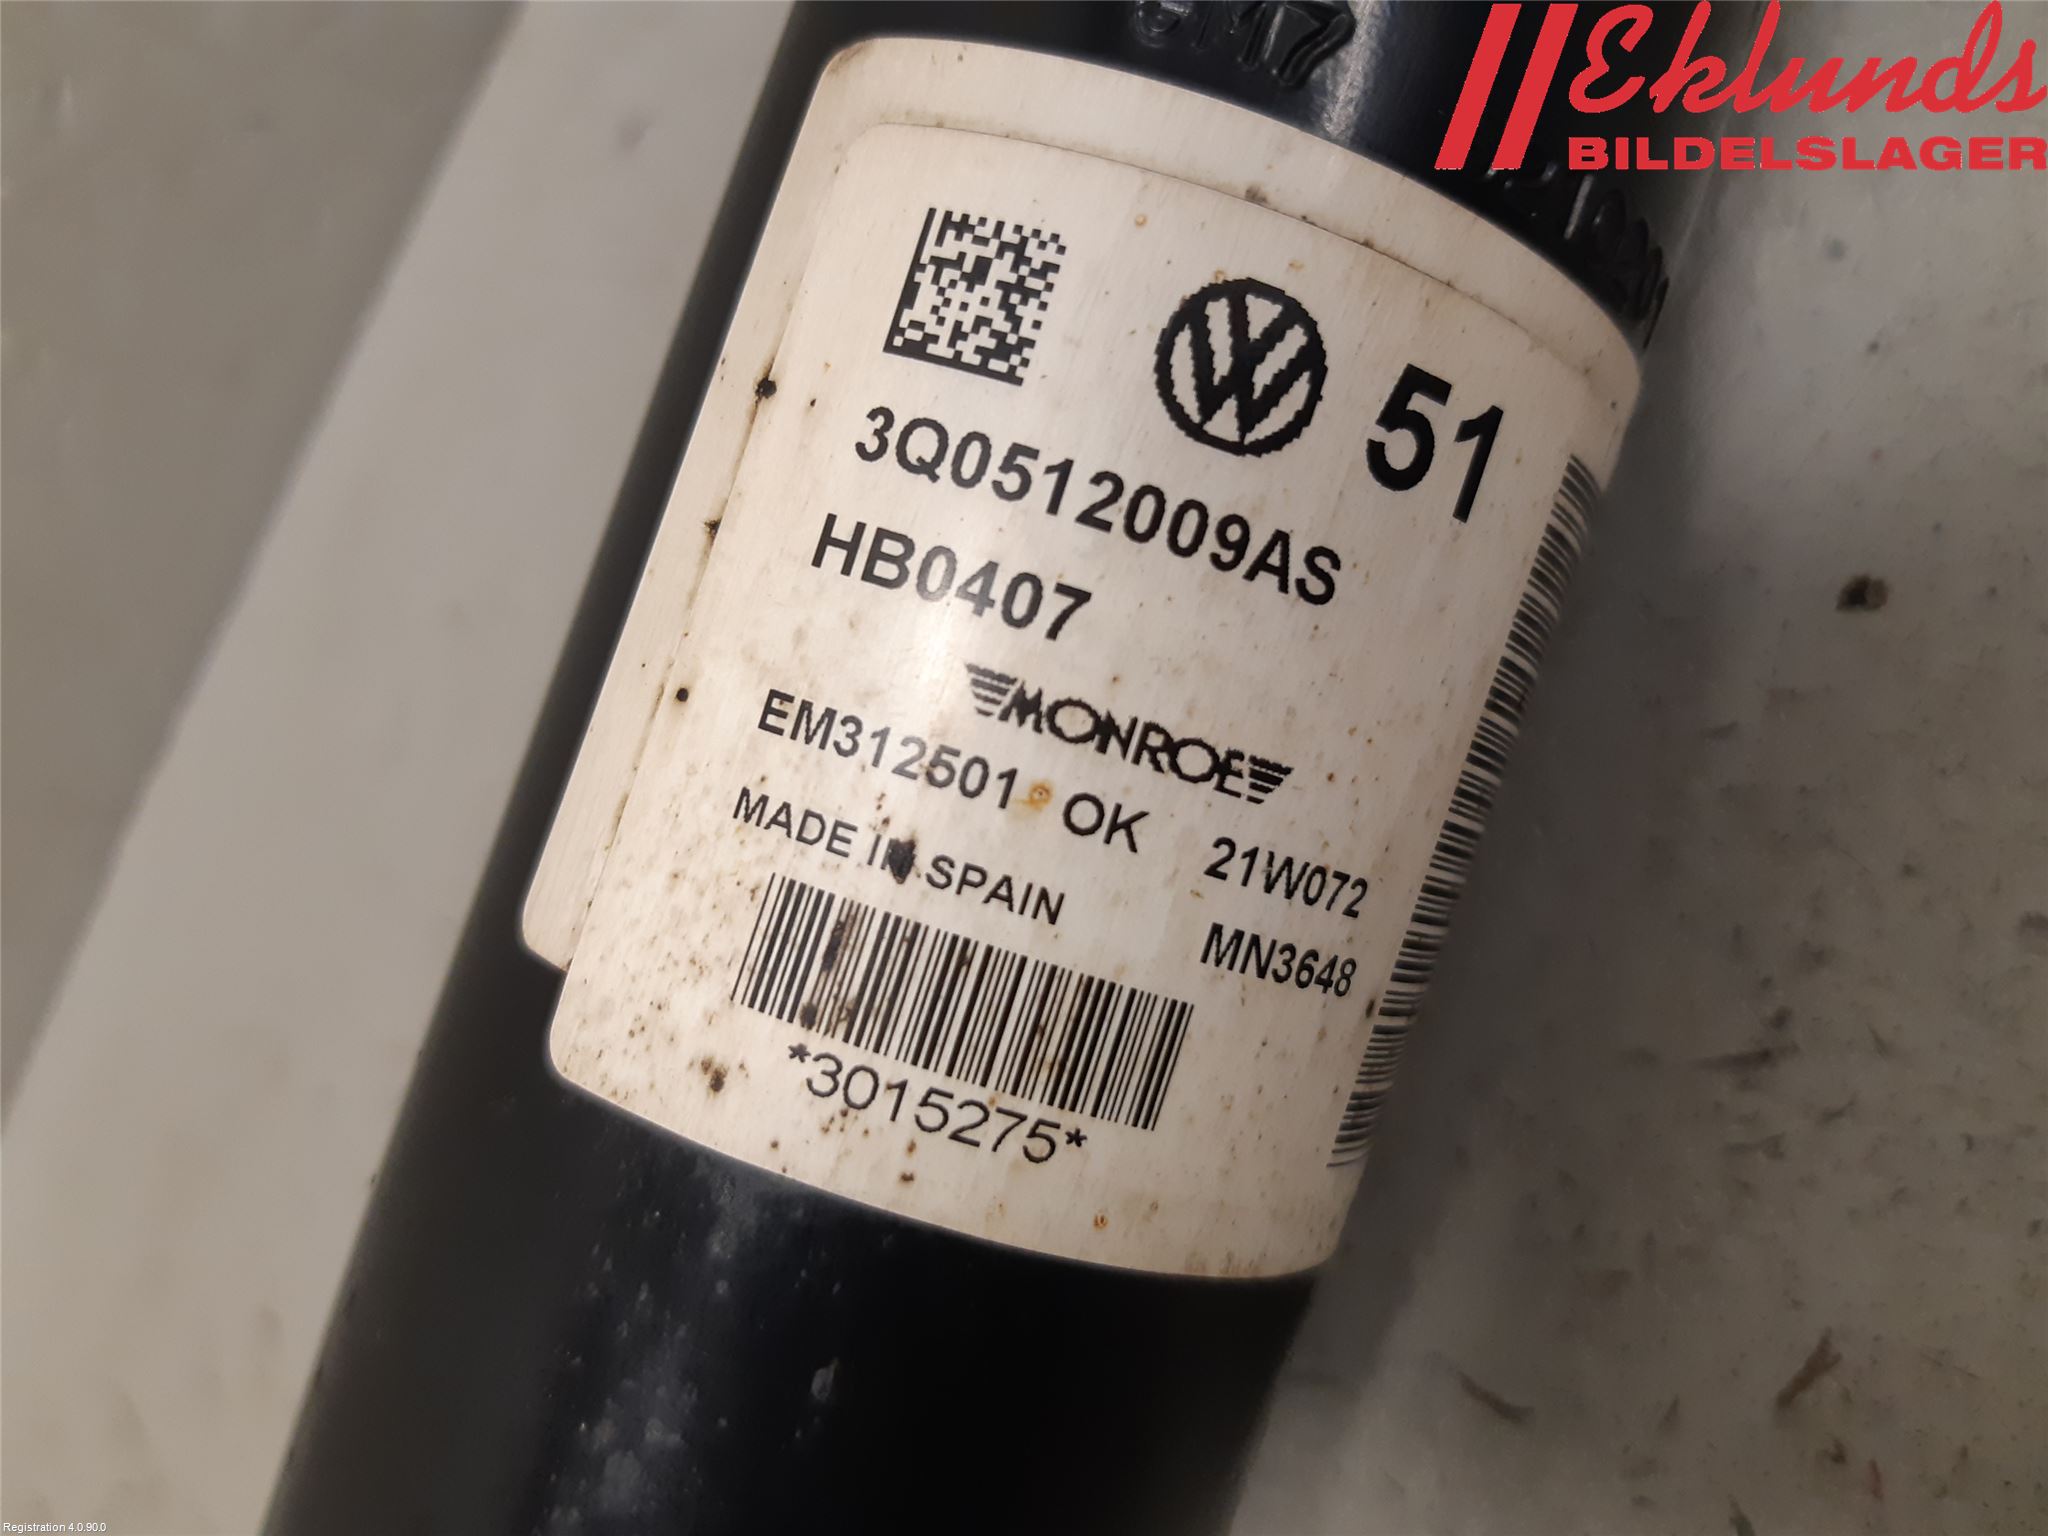 Eklunds
BILDELSLAGER
51
3Q0512009AS
HB0407
MONROE
EM312501 OK 21W072
MADE IN SPAIN MN3648
*3015275*
Registration 4.0.90.0